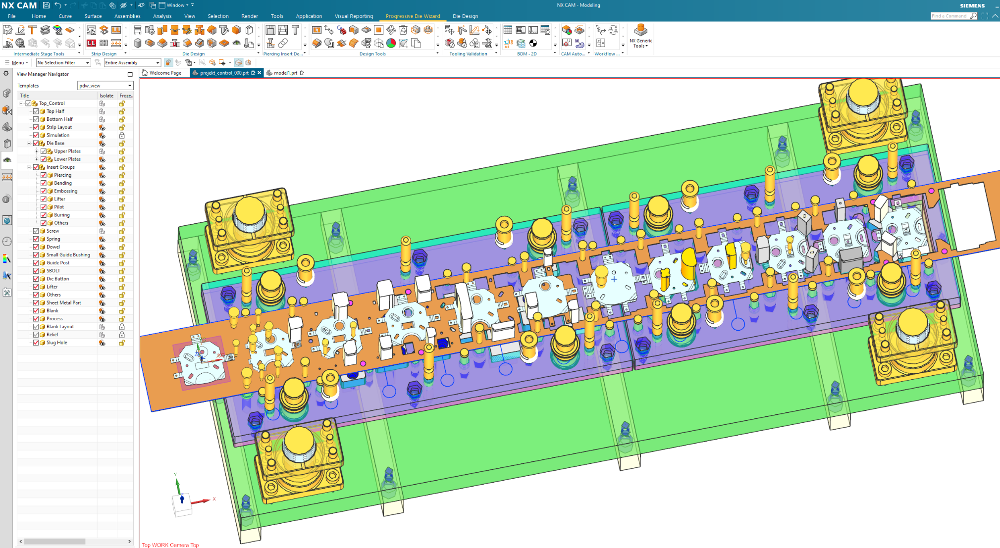 NX CAM
Window
NX CAM - Modeling
SIEMENS
File Home Curve Surface Assemblies Analysis View Selection Render Tools Application Visual Reporting Progressive Die Wizard Die Design
Find a Command
NX Generic
Tools
Intermediate Stage Tools Strip Design Die Design Piercing Insert De... Design Tools Tooling Validation BOM - 2D CAM Auto... Workflow ...
Menu No Selection Filter Entire Assembly
View Manager Navigator
Welcome Page projekt_control_000.prt model1.prt
Templates pdw_view
Title Isolate Froze..
Top_Control
Top Half
Bottom Half
Strip Layout
Simulation
Die Base
Upper Plates
Lower Plates
Insert Groups
Piercing
Bending
Embossing
Lifter
Pilot
Burring
Others
Screw
Spring
Dowel
Small Guide Bushing
Guide Post
SBOLT
Die Button
Lifter
Others
Sheet Metal Part
Blank
Process
Blank Layout
Relief
Slug Hole
Y
Z
X
Top WORK Camera Top